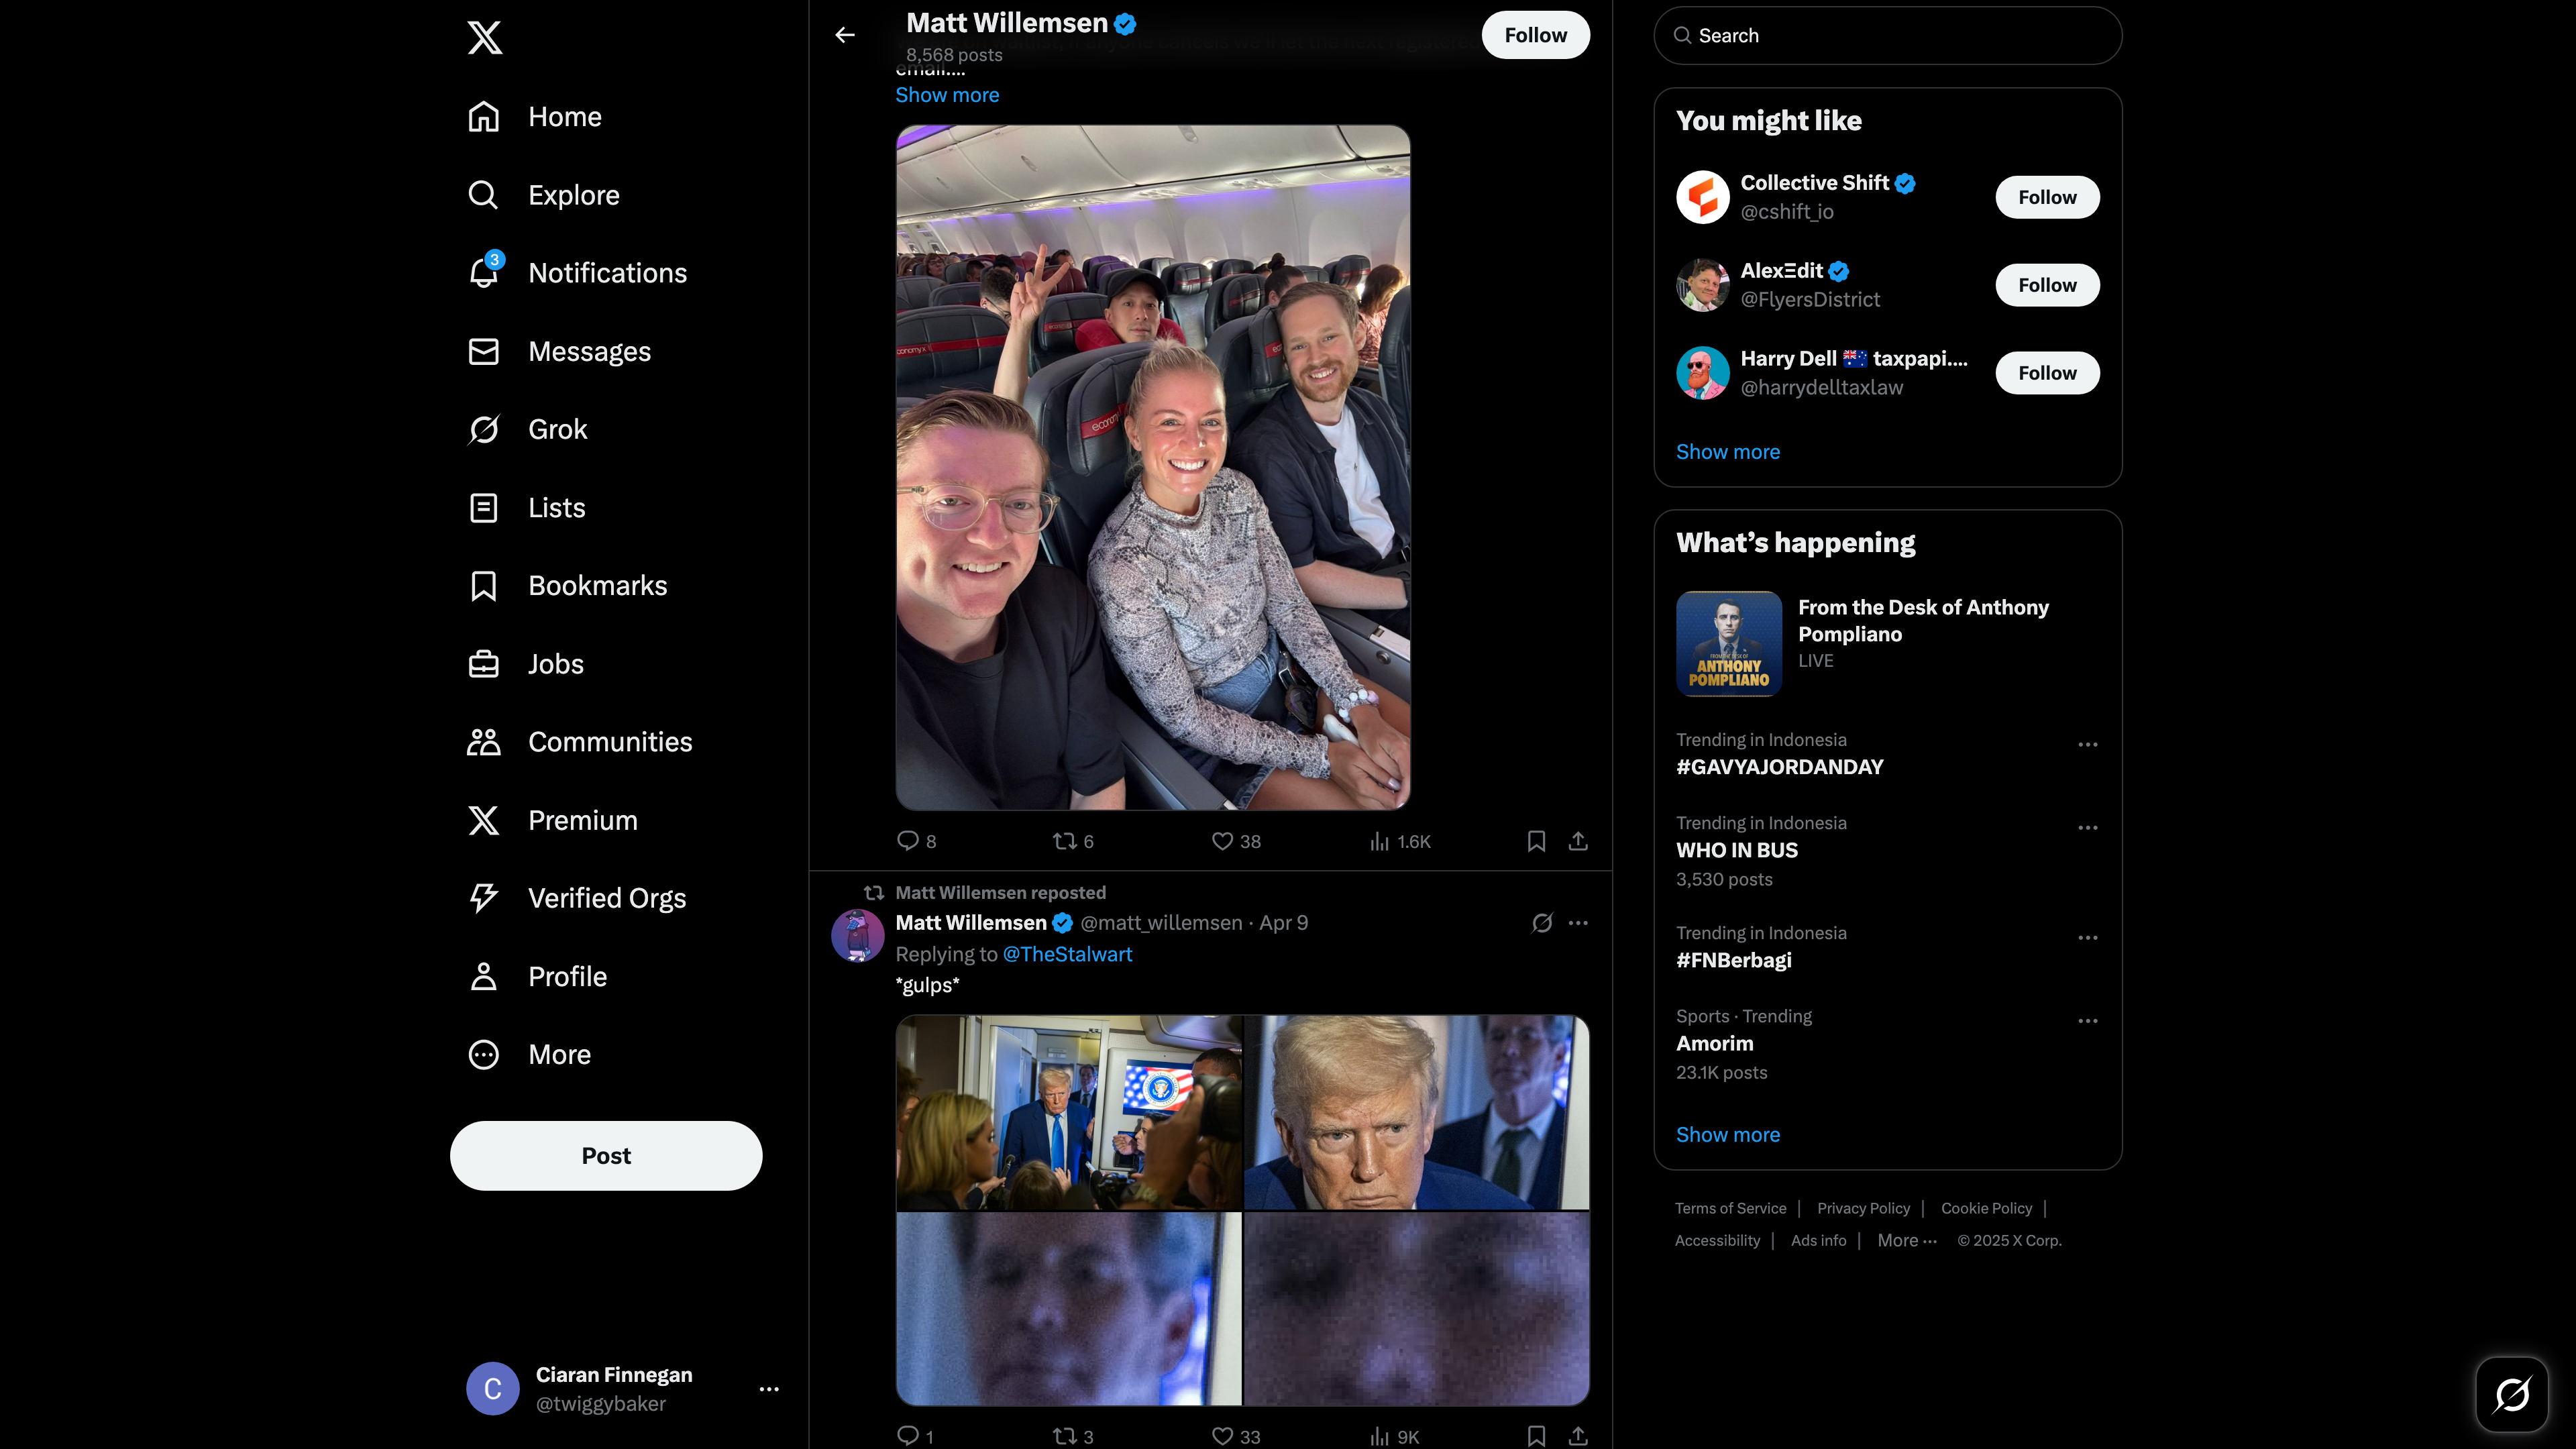 Home
Explore
3
Notifications
Messages
Grok
Lists
Bookmarks
Jobs
Communities
Premium
Verified Orgs
Profile
More
Post
C
Ciaran Finnegan
@twiggybaker
Matt Willemsen
8,568 posts
Follow
email....
Show more
economy
8
6
38
1.6K
Matt Willemsen reposted
Matt Willemsen @matt_willemsen · Apr 9
Replying to @TheStalwart
*gulps*
1
3
33
9K
Search
You might like
Collective Shift
@cshift_io
Follow
AlexΞdit
@FlyersDistrict
Follow
Harry Dell 🇦🇺 taxpapi....
@harrydelltaxlaw
Follow
Show more
What’s happening
FROM THE DESK OF
ANTHONY
POMPLIANO
From the Desk of Anthony
Pompliano
LIVE
Trending in Indonesia
#GAVYAJORDANDAY
Trending in Indonesia
WHO IN BUS
3,530 posts
Trending in Indonesia
#FNBerbagi
Sports · Trending
Amorim
23.1K posts
Show more
Terms of Service | Privacy Policy | Cookie Policy |
Accessibility | Ads info | More ··· © 2025 X Corp.